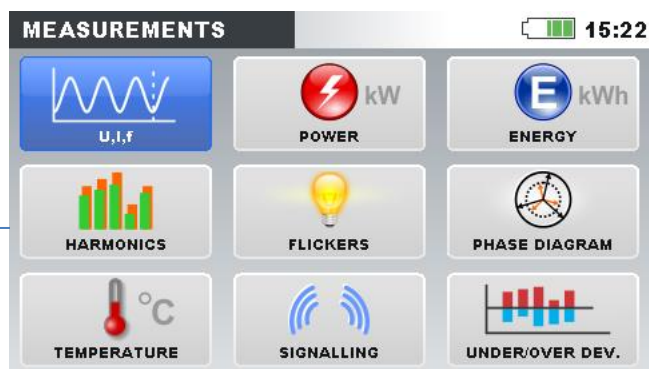 MEASUREMENTS 15:22
kW E kWh
U,I,f POWER ENERGY
HARMONICS FLICKERS PHASE DIAGRAM
°C
TEMPERATURE SIGNALLING UNDER/OVER DEV.